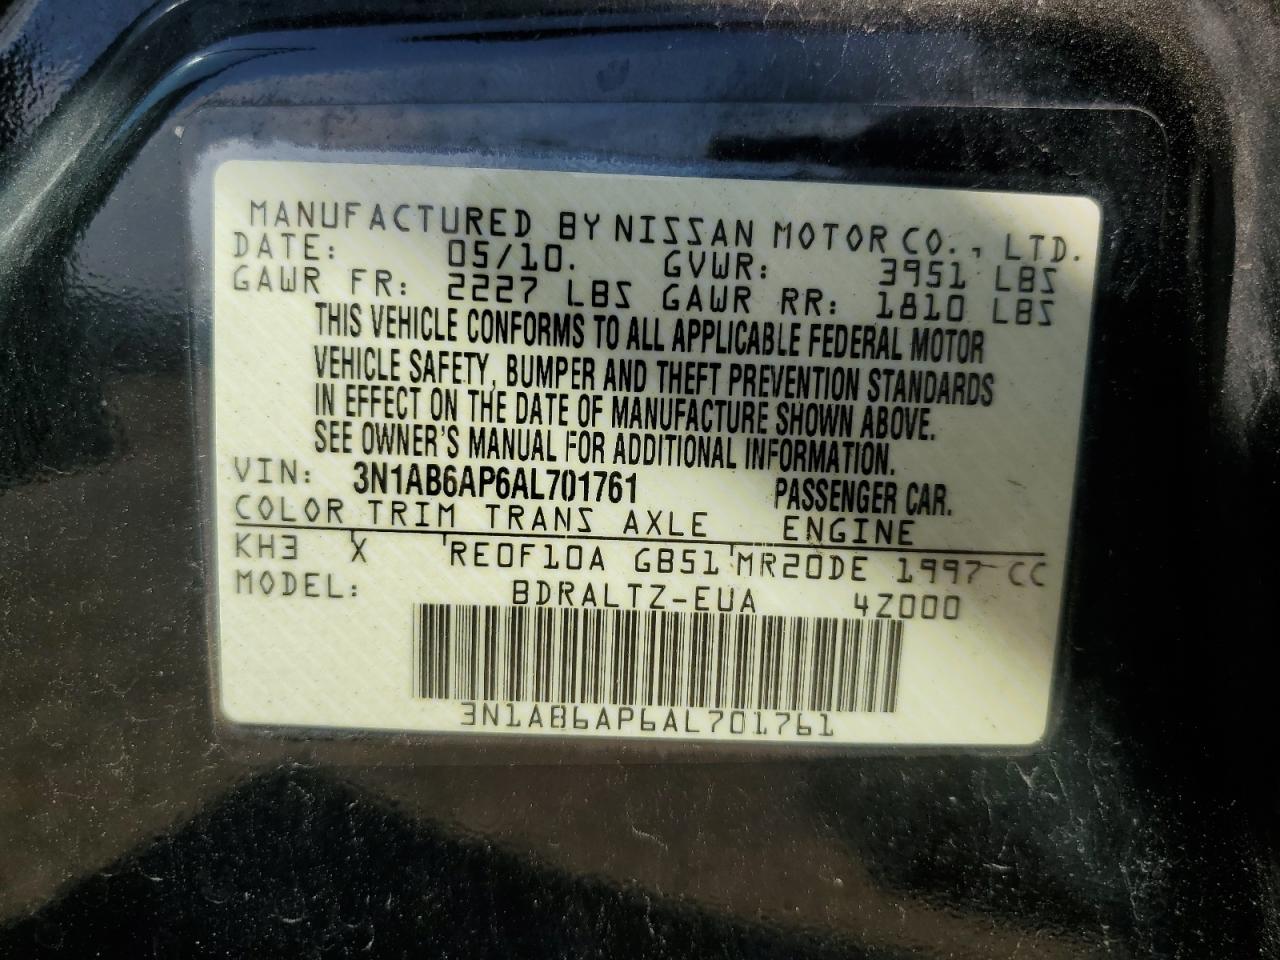 MANUFACTURED BY NISSAN MOTOR CO., LTD.
DATE: 05/10. GVWR: 3951 LBS
GAWR FR: 2227 LBS GAWR RR: 1810 LBS
THIS VEHICLE CONFORMS TO ALL APPLICABLE FEDERAL MOTOR
VEHICLE SAFETY, BUMPER AND THEFT PREVENTION STANDARDS
IN EFFECT ON THE DATE OF MANUFACTURE SHOWN ABOVE.
SEE OWNER'S MANUAL FOR ADDITIONAL INFORMATION.
VIN: 3N1AB6AP6AL701761 PASSENGER CAR.
COLOR TRIM TRANS AXLE ENGINE
KH3 X RE0F10A GB51 MR20DE 1997 CC
MODEL: BDRALTZ-EUA 4Z000
3N1AB6AP6AL701761